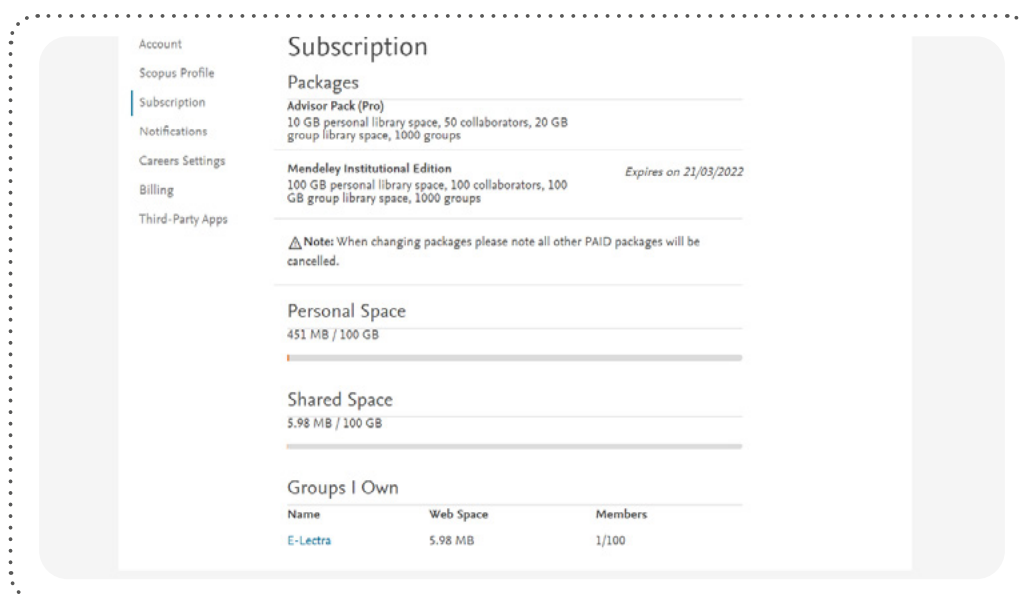 Account
Scopus Profile
Subscription
Notifications
Careers Settings
Billing
Third-Party Apps
Subscription
Packages
Advisor Pack (Pro)
10 GB personal library space, 50 collaborators, 20 GB
group library space, 1000 groups
Mendeley Institutional Edition
Expires on 21/03/2022
100 GB personal library space, 100 collaborators, 100
GB group library space, 1000 groups
Note: When changing packages please note all other PAID packages will be
cancelled.
Personal Space
451 MB / 100 GB
Shared Space
5.98 MB / 100 GB
Groups I Own
Name Web Space Members
E-Lectra 5.98 MB 1/100